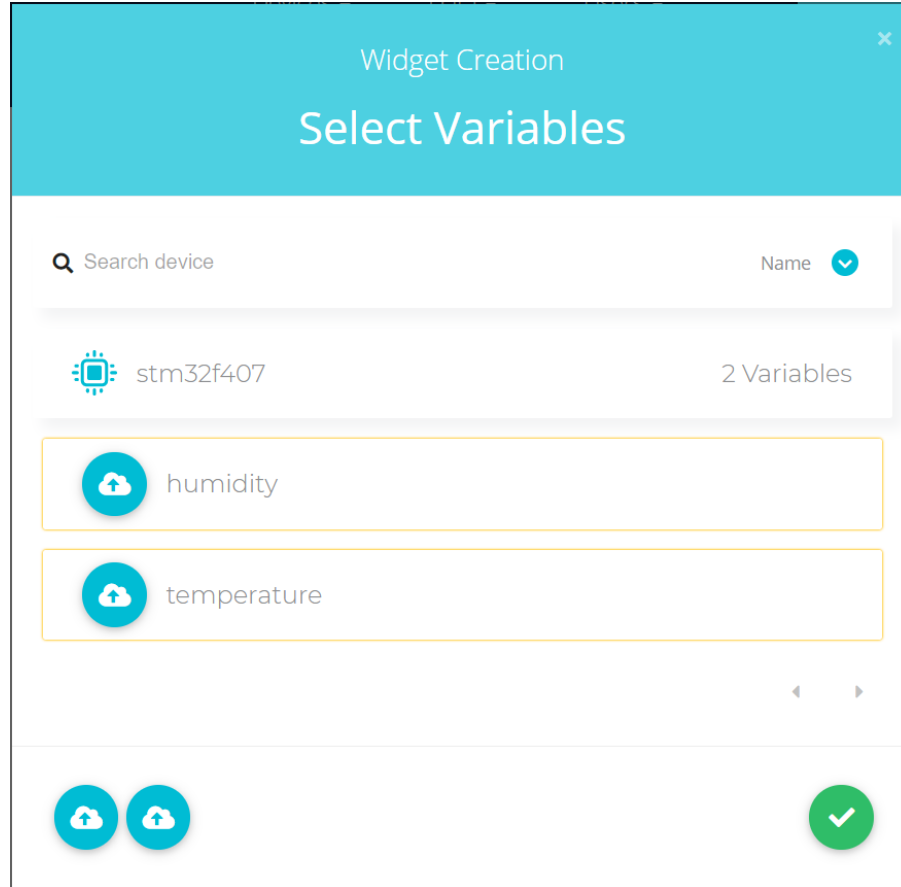 Widget Creation
×
Select Variables
Search device
Name
stm32f407
2 Variables
humidity
temperature